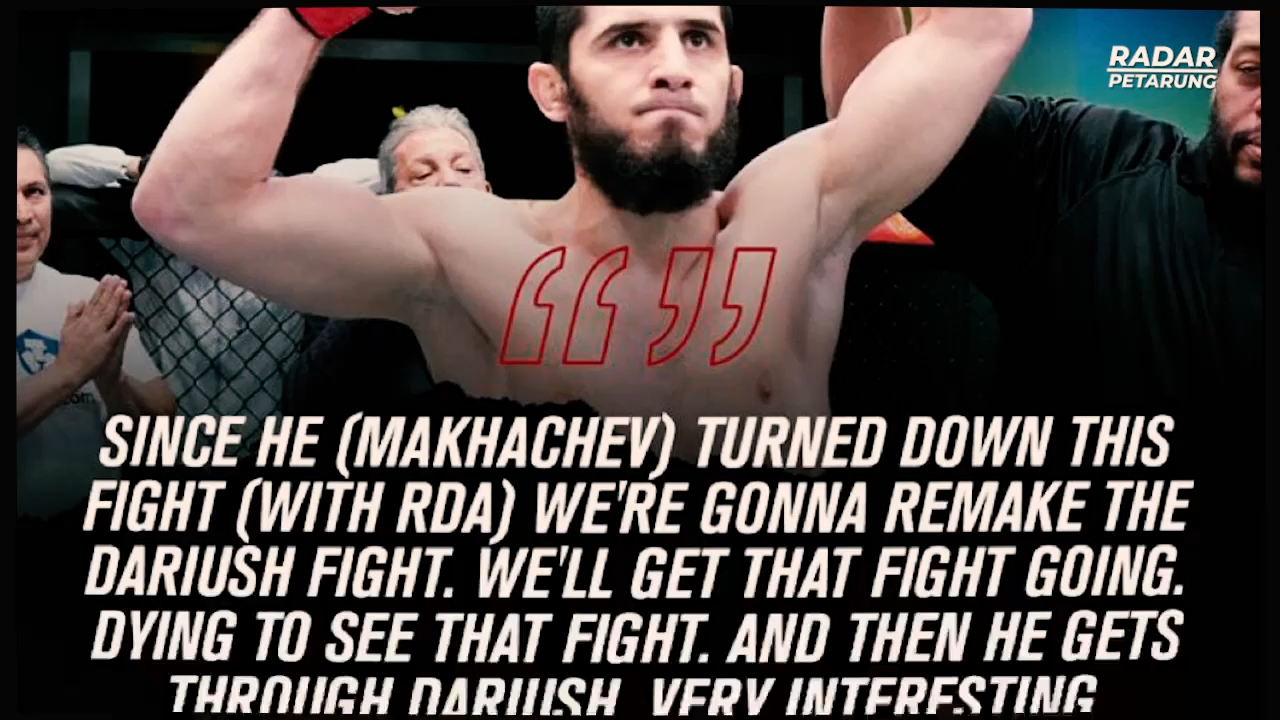 RADAR
PETARUNG
““ ””
SINCE HE (MAKHACHEV) TURNED DOWN THIS
FIGHT (WITH RDA) WE'RE GONNA REMAKE THE
DARIUSH FIGHT. WE'LL GET THAT FIGHT GOING.
DYING TO SEE THAT FIGHT. AND THEN HE GETS
THROUGH DARIUSH, VERY INTERESTING